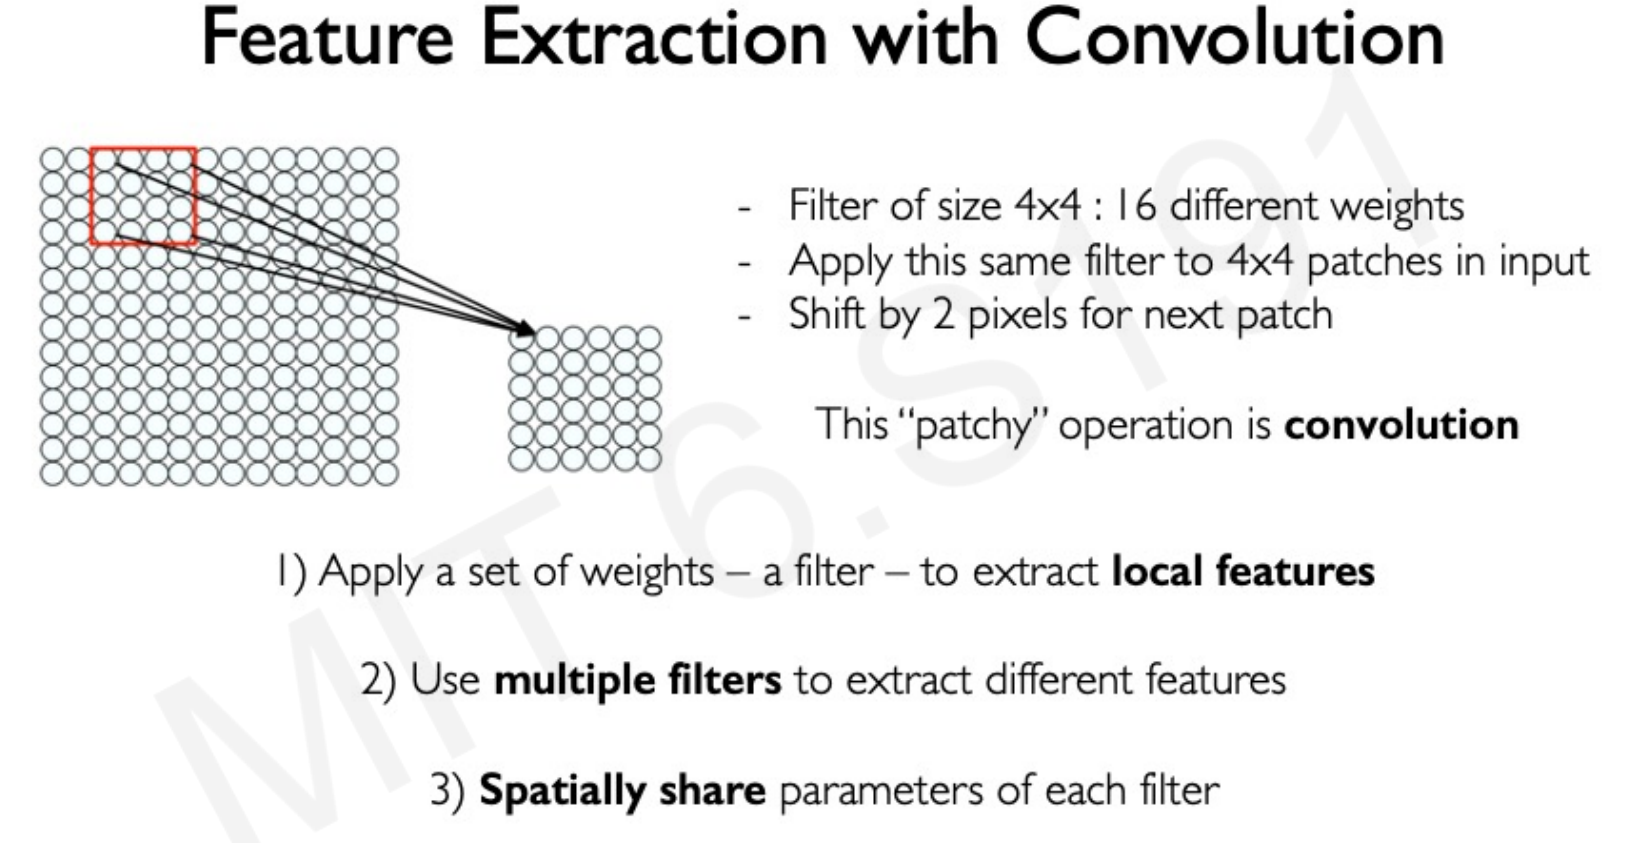 Feature Extraction with Convolution
- Filter of size 4x4 : 16 different weights
- Apply this same filter to 4x4 patches in input
- Shift by 2 pixels for next patch
This “patchy” operation is convolution
1) Apply a set of weights – a filter – to extract local features
2) Use multiple filters to extract different features
3) Spatially share parameters of each filter
MIT 6.S191